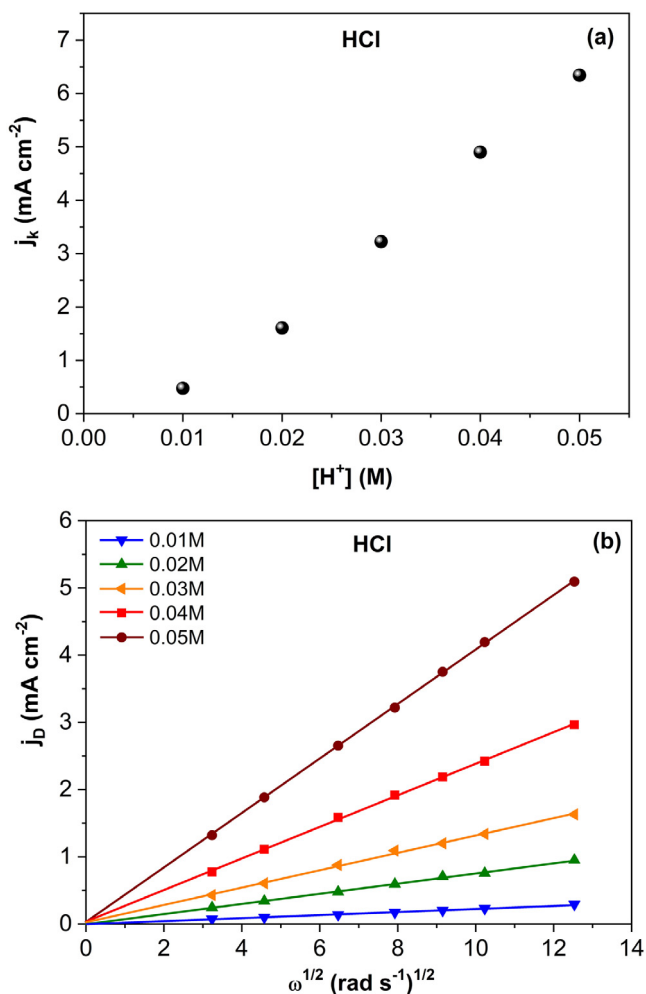 HCl
(a)
7
6
5
4
3
2
1
0
j_k (mA cm⁻²)
0.00 0.01 0.02 0.03 0.04 0.05
[H⁺] (M)
HCl
(b)
0.01M
0.02M
0.03M
0.04M
0.05M
6
5
4
3
2
1
0
j_D (mA cm⁻²)
0 2 4 6 8 10 12 14
ω^1/2 (rad s⁻¹)^1/2